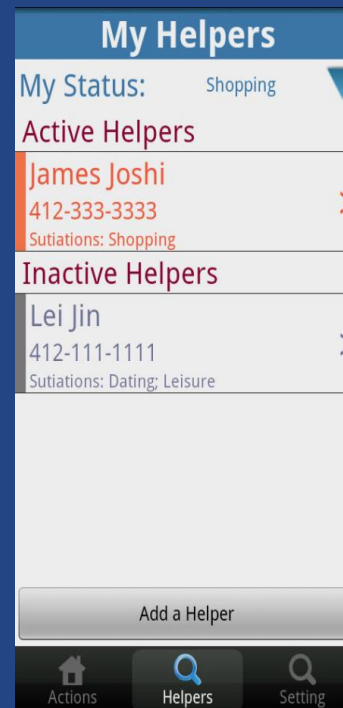 My Helpers
My Status: Shopping
Active Helpers
James Joshi
412-333-3333
Sutiations: Shopping
Inactive Helpers
Lei Jin
412-111-1111
Sutiations: Dating; Leisure
Add a Helper
Actions Helpers Setting